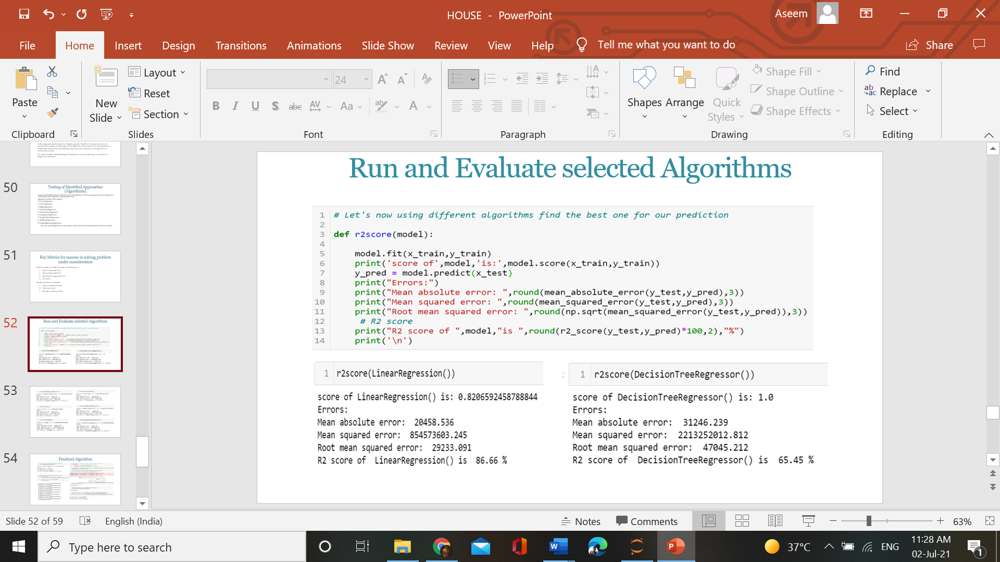 HOUSE - PowerPoint
Aseem
File Home Insert Design Transitions Animations Slide Show Review View Help Tell me what you want to do Share
Paste
Clipboard
New Slide
Layout
Reset
Section
Slides
24
Font
Paragraph
Shapes Arrange Quick Styles
Shape Fill
Shape Outline
Shape Effects
Drawing
Find
Replace
Select
Editing
50
Testing of Identified Approaches
(Algorithms)
51
Key Metrics for success in solving problem
under consideration
52
Run and Evaluate selected Algorithms
53
54
Finalised Algorithm
Run and Evaluate selected Algorithms
1 # Let's now using different algorithms find the best one for our prediction
2
3 def r2score(model):
4
5 model.fit(x_train,y_train)
6 print('score of',model,'is:',model.score(x_train,y_train))
7 y_pred = model.predict(x_test)
8 print("Errors:")
9 print("Mean absolute error: ",round(mean_absolute_error(y_test,y_pred),3))
10 print("Mean squared error: ",round(mean_squared_error(y_test,y_pred),3))
11 print("Root mean squared error: ",round(np.sqrt(mean_squared_error(y_test,y_pred)),3))
12 # R2 score
13 print("R2 score of ",model,"is ",round(r2_score(y_test,y_pred)*100,2),"%")
14 print('\n')
1 r2score(LinearRegression())
score of LinearRegression() is: 0.8206592458788844
Errors:
Mean absolute error: 20458.536
Mean squared error: 854573603.245
Root mean squared error: 29233.091
R2 score of LinearRegression() is 86.66 %
1 r2score(DecisionTreeRegressor())
score of DecisionTreeRegressor() is: 1.0
Errors:
Mean absolute error: 31246.239
Mean squared error: 2213252012.812
Root mean squared error: 47045.212
R2 score of DecisionTreeRegressor() is 65.45 %
Slide 52 of 59 English (India) Notes Comments 63%
Type here to search
37°C ENG
11:28 AM
02-Jul-21
1